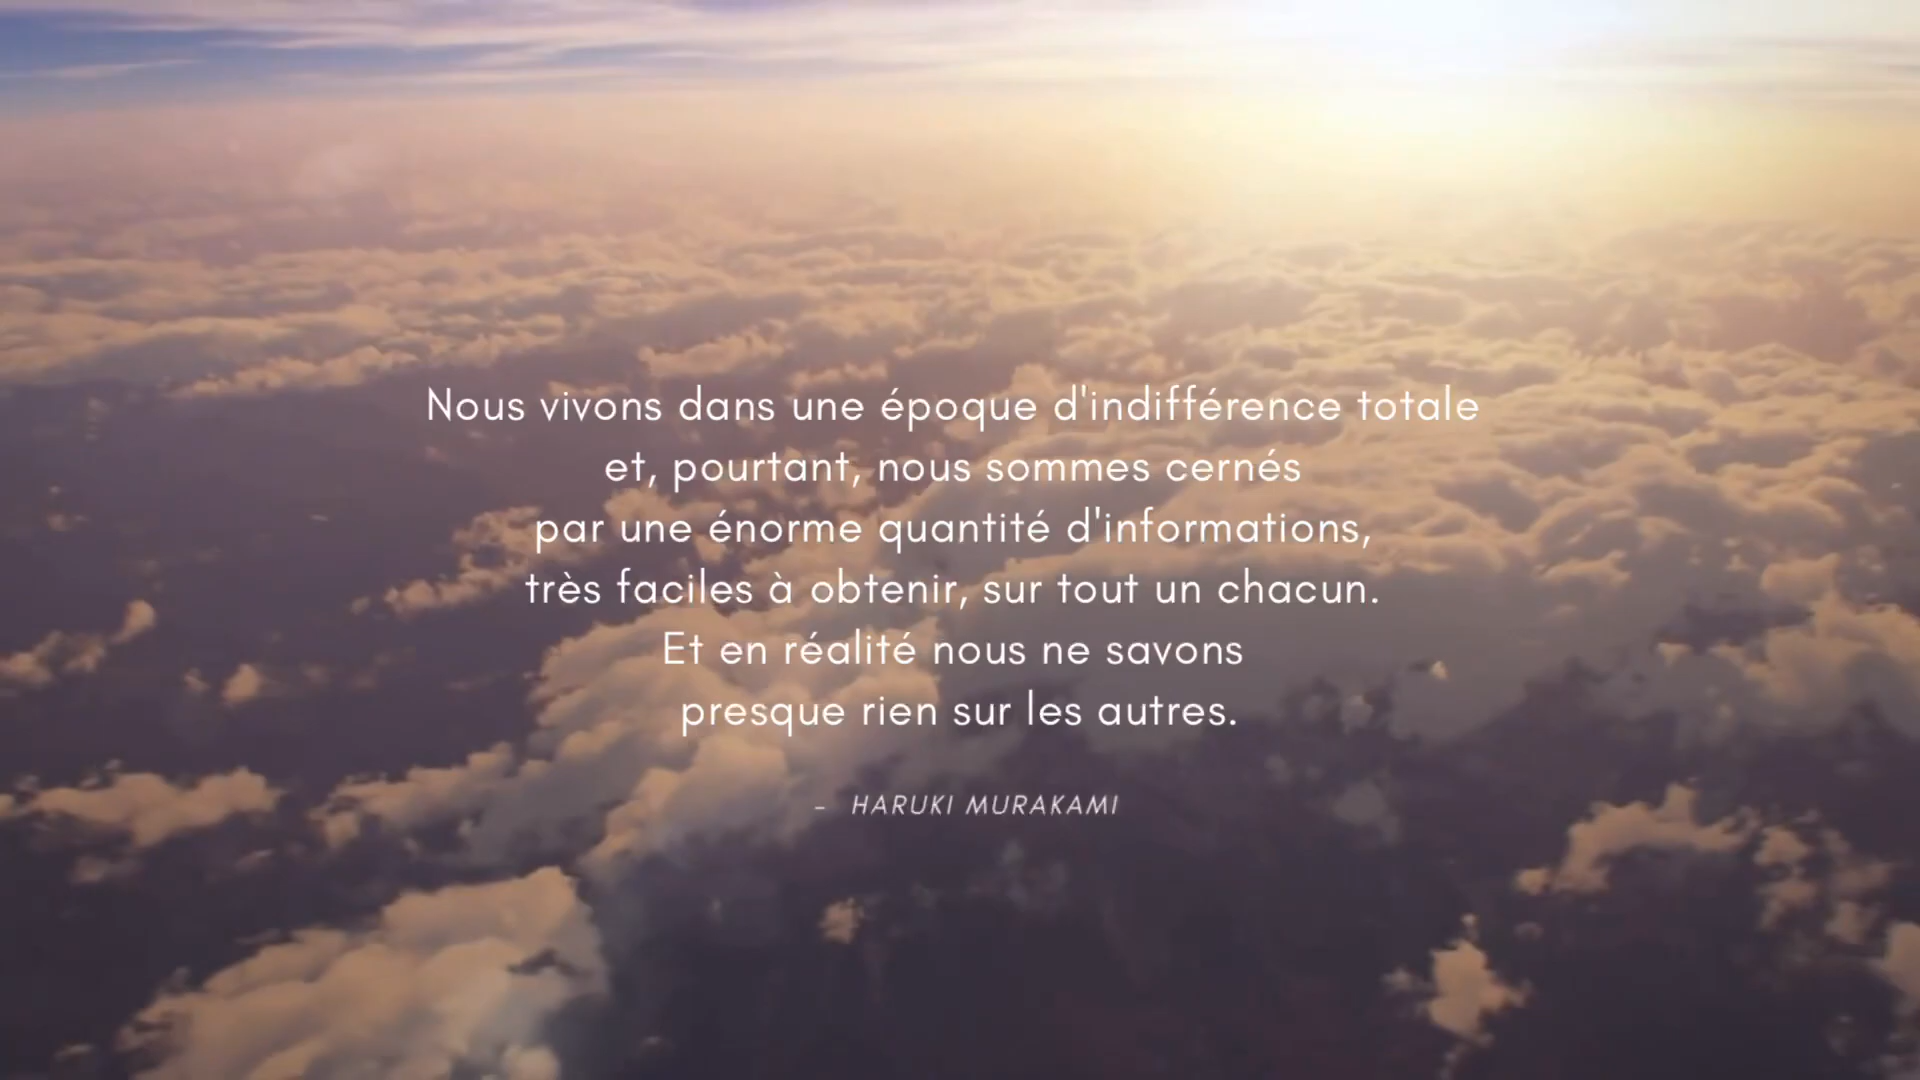 Nous vivons dans une époque d'indifférence totale
et, pourtant, nous sommes cernés
par une énorme quantité d'informations,
très faciles à obtenir, sur tout un chacun.
Et en réalité nous ne savons
presque rien sur les autres.
- HARUKI MURAKAMI